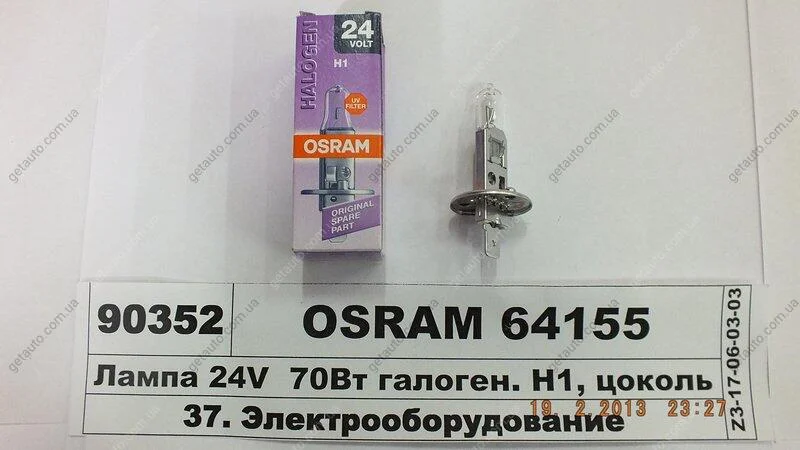 HALOGEN
24
VOLT
H1
UV
FILTER
OSRAM
ORIGINAL
SPARE
PART
90352
OSRAM 64155
Лампа 24V 70Вт галоген. H1, цоколь
37. Электрооборудование
Z3-17-06-03-03
19 2.2013 23:27
getauto.com.ua